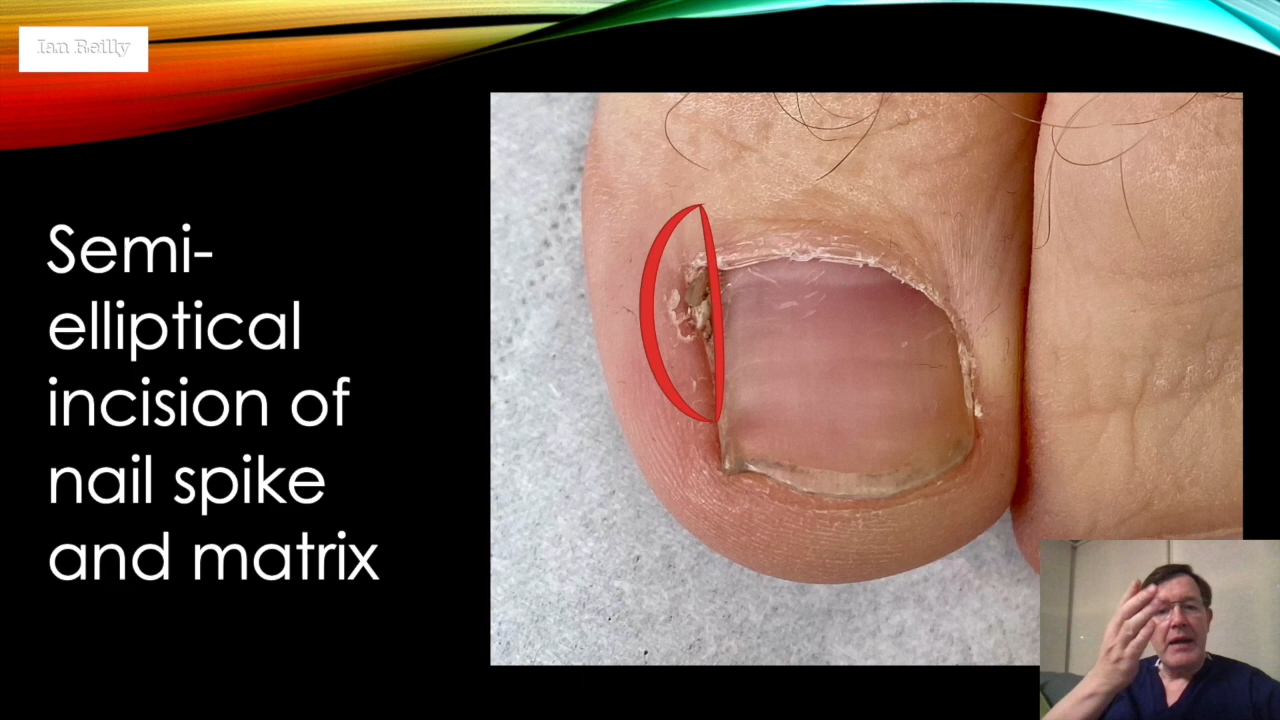 Ian Reilly
Semi-
elliptical
incision of
nail spike
and matrix